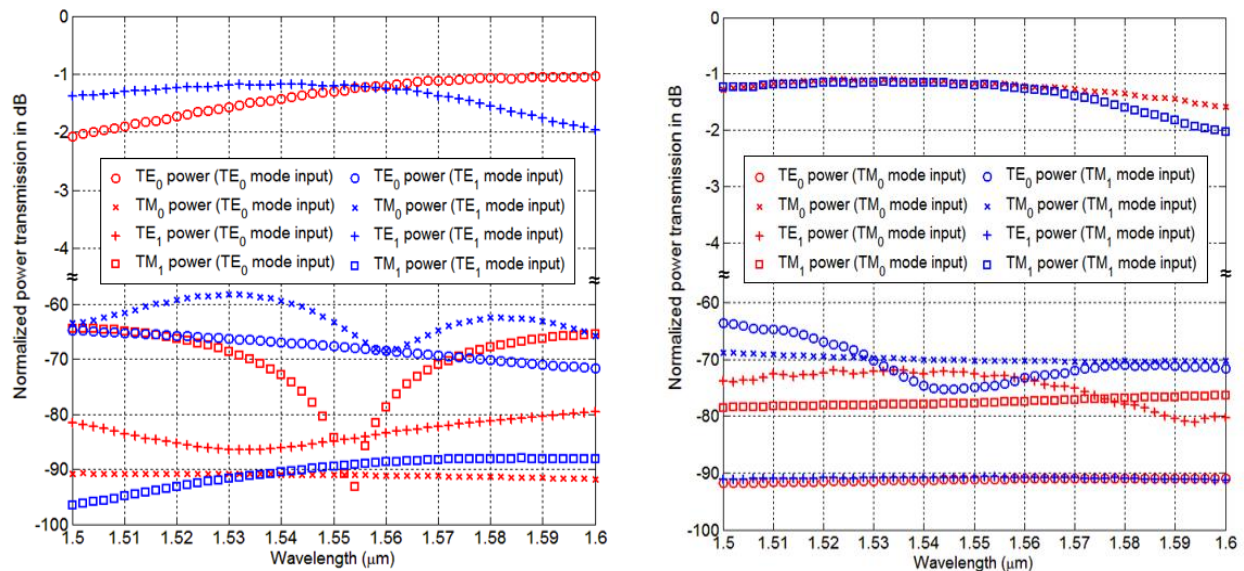 Normalized power transmission in dB
0
-1
-2
-3
-4
-60
-70
-80
-90
-100
TE0 power (TE0 mode input) TE0 power (TE1 mode input)
TM0 power (TE0 mode input) TM0 power (TE1 mode input)
TE1 power (TE0 mode input) TE1 power (TE1 mode input)
TM1 power (TE0 mode input) TM1 power (TE1 mode input)
1.5 1.51 1.52 1.53 1.54 1.55 1.56 1.57 1.58 1.59 1.6
Wavelength (μm)
Normalized power transmission in dB
0
-1
-2
-3
-4
-60
-70
-80
-90
-100
TE0 power (TM0 mode input) TE0 power (TM1 mode input)
TM0 power (TM0 mode input) TM0 power (TM1 mode input)
TE1 power (TM0 mode input) TE1 power (TM1 mode input)
TM1 power (TM0 mode input) TM1 power (TM1 mode input)
1.5 1.51 1.52 1.53 1.54 1.55 1.56 1.57 1.58 1.59 1.6
Wavelength (μm)